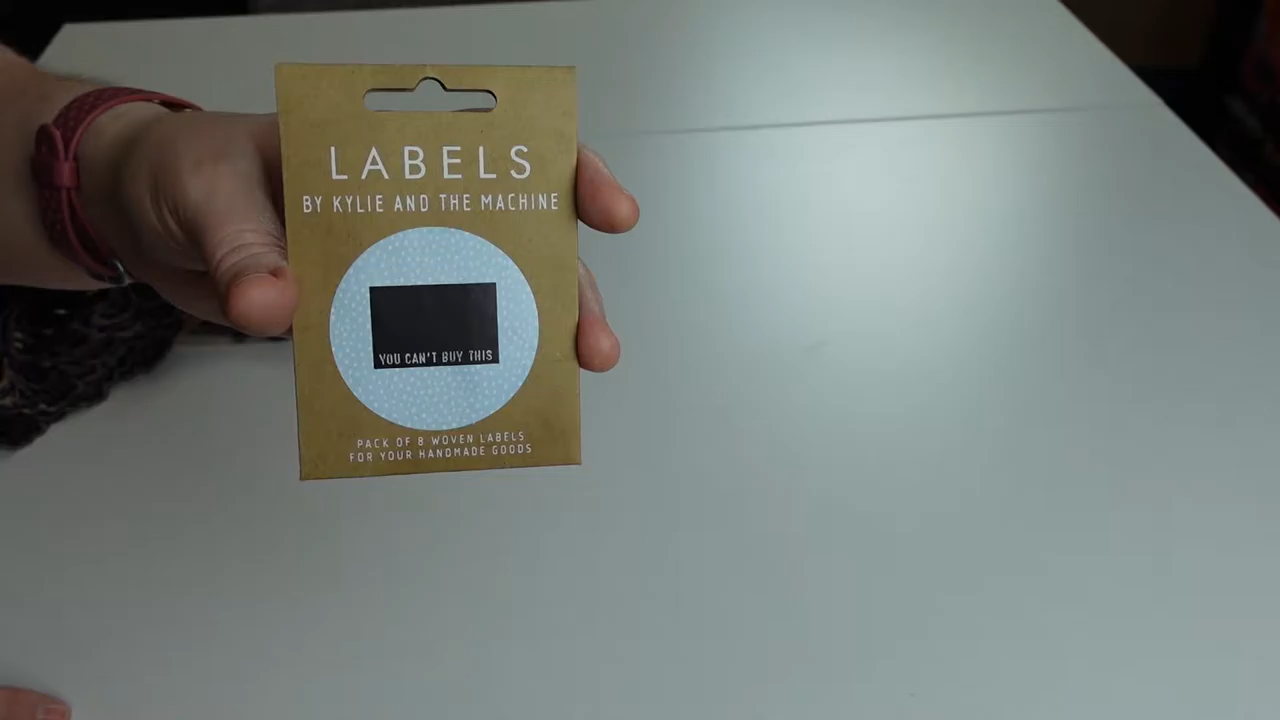 LABELS
BY KYLIE AND THE MACHINE
YOU CAN'T BUY THIS
PACK OF 8 WOVEN LABELS
FOR YOUR HANDMADE GOODS